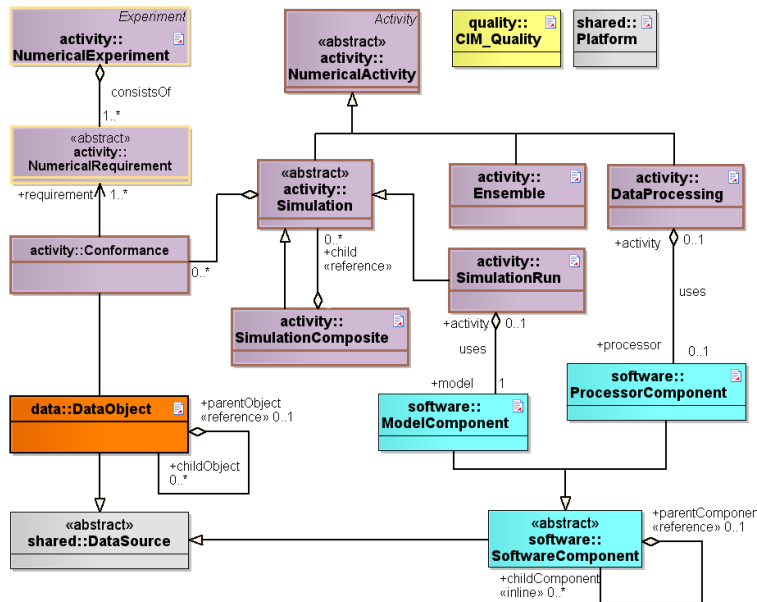 Experiment
activity::
NumericalExperiment
Activity
«abstract»
activity::
NumericalActivity
quality::
CIM_Quality
shared::
Platform
consistsOf
1..*
«abstract»
activity::
NumericalRequirement
+requirement
1..*
«abstract»
activity::
Simulation
activity::
Ensemble
activity::
DataProcessing
activity::Conformance
0..*
0..*
+child
«reference»
activity::
SimulationRun
+activity
0..1
uses
activity::
SimulationComposite
+activity
0..1
uses
+processor
0..1
+model
1
software::
ProcessorComponent
data::DataObject
+parentObject
«reference» 0..1
software::
ModelComponent
+childObject
0..*
«abstract»
shared::DataSource
«abstract»
software::
SoftwareComponent
+parentComponent
«reference» 0..1
+childComponent
«inline» 0..*